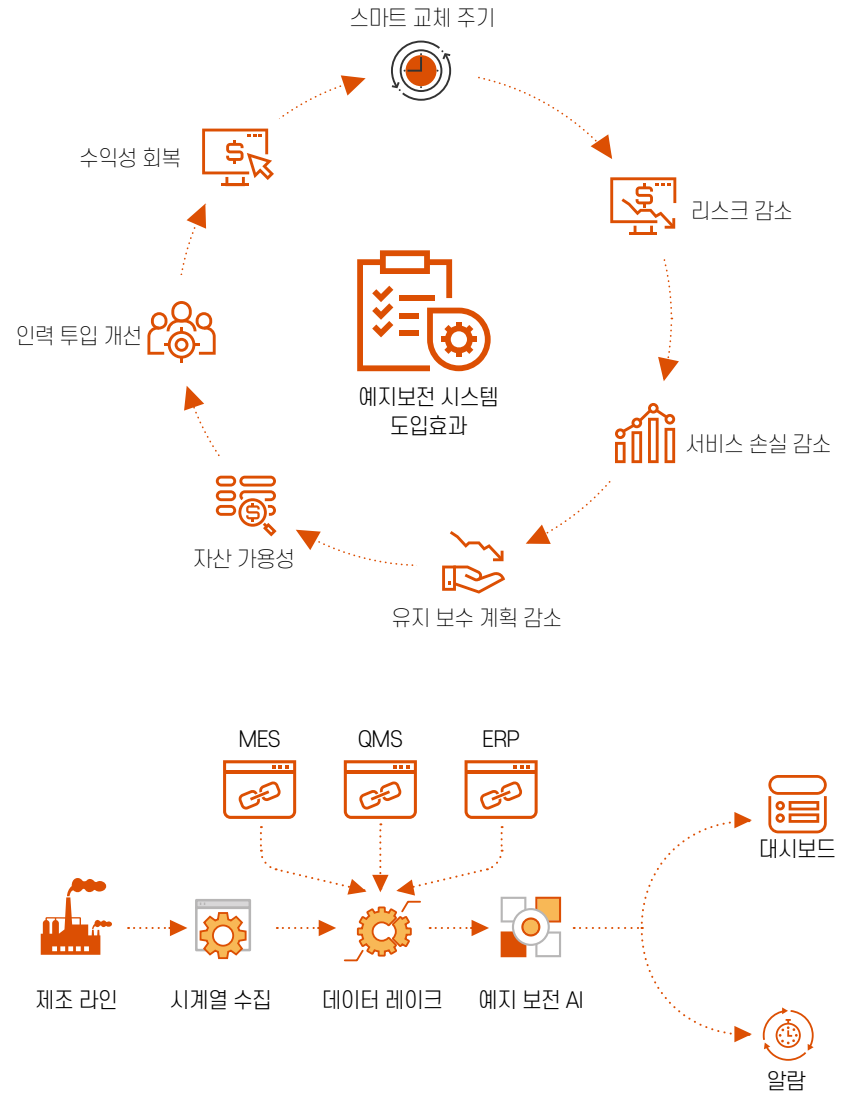 스마트 교체 주기
수익성 회복
리스크 감소
인력 투입 개선
예지보전 시스템
도입효과
서비스 손실 감소
자산 가용성
유지 보수 계획 감소
MES
QMS
ERP
대시보드
제조 라인
시계열 수집
데이터 레이크
예지 보전 AI
알람